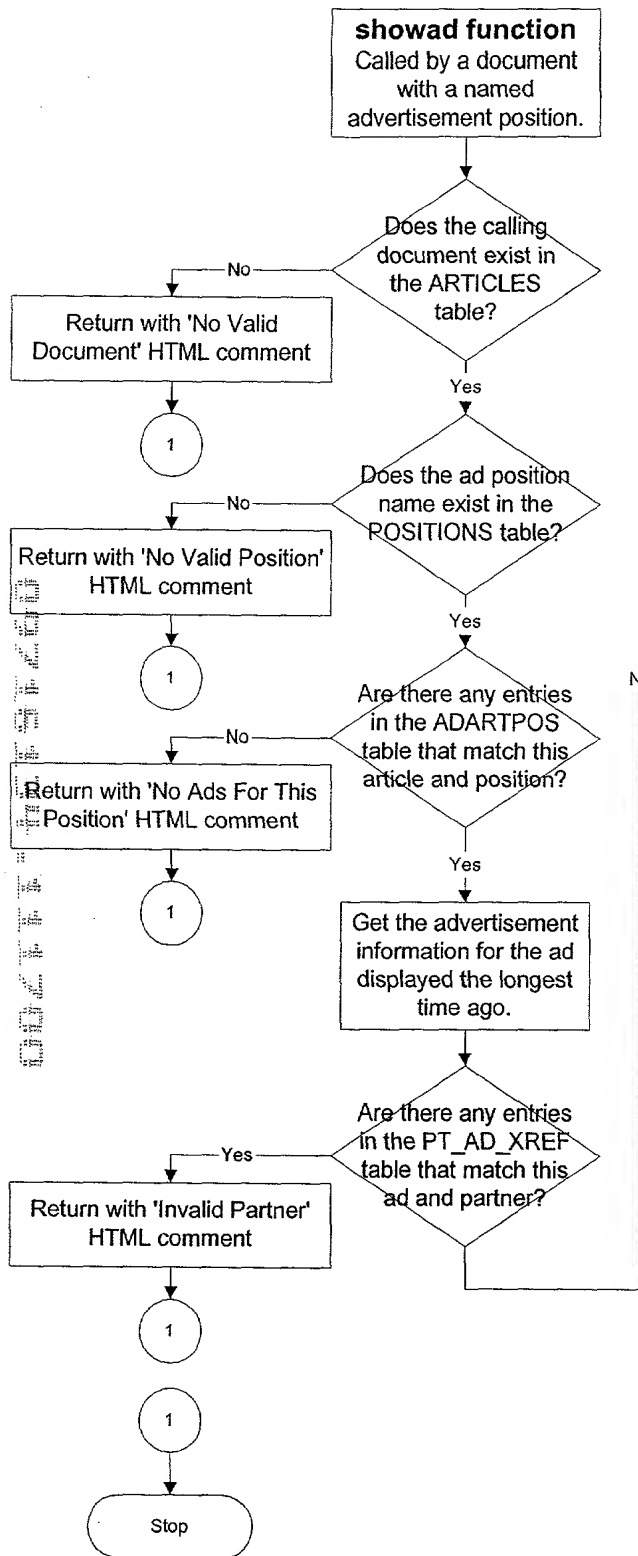 showad function
Called by a document
with a named
advertisement position.
Does the calling
document exist in
the ARTICLES
table?
No
Return with 'No Valid
Document' HTML comment
Yes
1
Does the ad position
name exist in the
POSITIONS table?
No
Return with 'No Valid Position'
HTML comment
Yes
1
Are there any entries
in the ADARTPOS
table that match this
article and position?
No
Return with 'No Ads For This
Position' HTML comment
Yes
1
Get the advertisement
information for the ad
displayed the longest
time ago.
Are there any entries
in the PT_AD_XREF
table that match this
ad and partner?
Yes
Return with 'Invalid Partner'
HTML comment
1
1
Stop